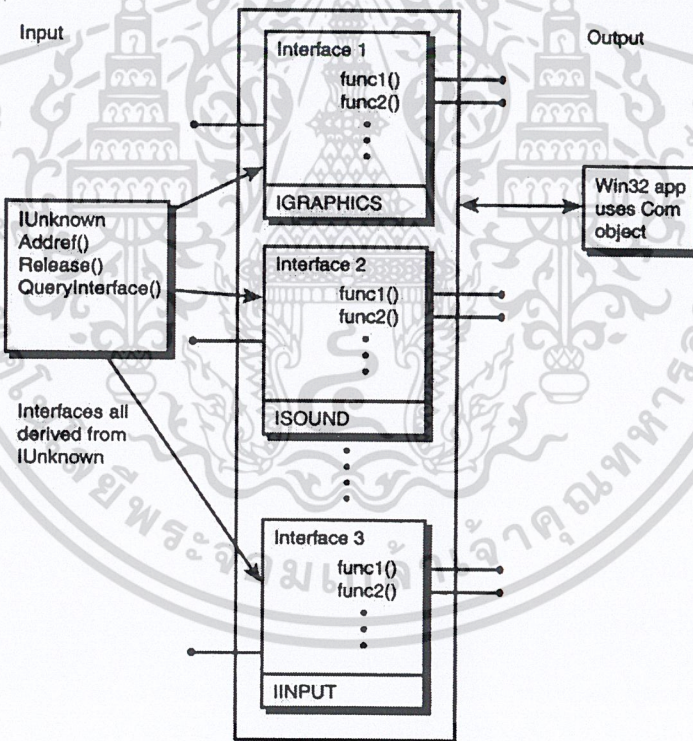 Input
Output
Interface 1
func1()
func2()
IGRAPHICS
Win32 app
uses Com
object
IUnknown
Addref()
Release()
QueryInterface()
Interface 2
func1()
func2()
ISOUND
Interfaces all
derived from
IUnknown
Interface 3
func1()
func2()
IINPUT